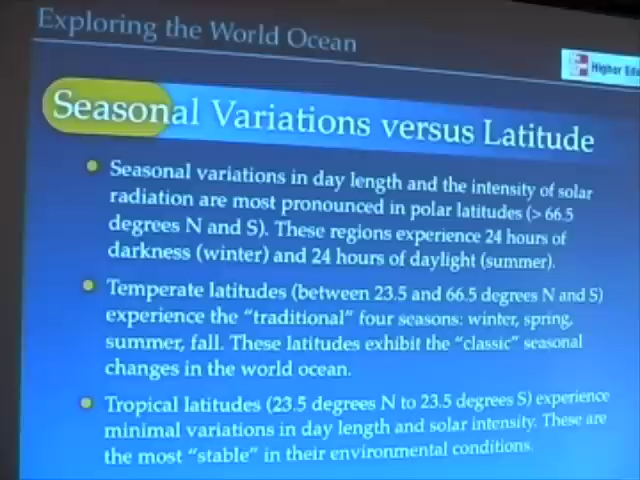 Exploring the World Ocean
Higher Edu
Seasonal Variations versus Latitude
Seasonal variations in day length and the intensity of solar
radiation are most pronounced in polar latitudes (> 66.5
degrees N and S). These regions experience 24 hours of
darkness (winter) and 24 hours of daylight (summer).
Temperate latitudes (between 23.5 and 66.5 degrees N and S)
experience the "traditional" four seasons: winter, spring,
summer, fall. These latitudes exhibit the "classic" seasonal
changes in the world ocean.
Tropical latitudes (23.5 degrees N to 23.5 degrees S) experience
minimal variations in day length and solar intensity. These are
the most "stable" in their environmental conditions.